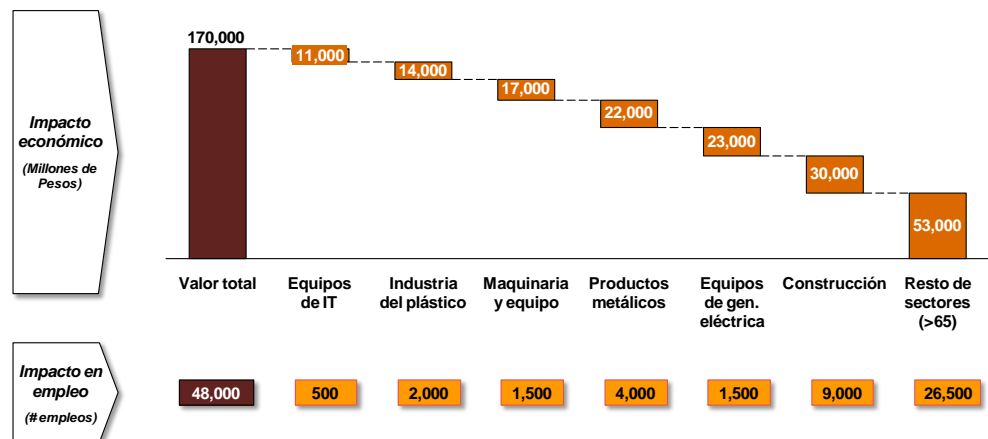 Impacto
económico
(Millones de
Pesos)
170,000
11,000
14,000
17,000
22,000
23,000
30,000
53,000
Valor total
Equipos
de IT
Industria
del plástico
Maquinaria
y equipo
Productos
metálicos
Equipos
de gen.
eléctrica
Construcción
Resto de
sectores
(>65)
Impacto en
empleo
(# empleos)
48,000
500
2,000
1,500
4,000
1,500
9,000
26,500